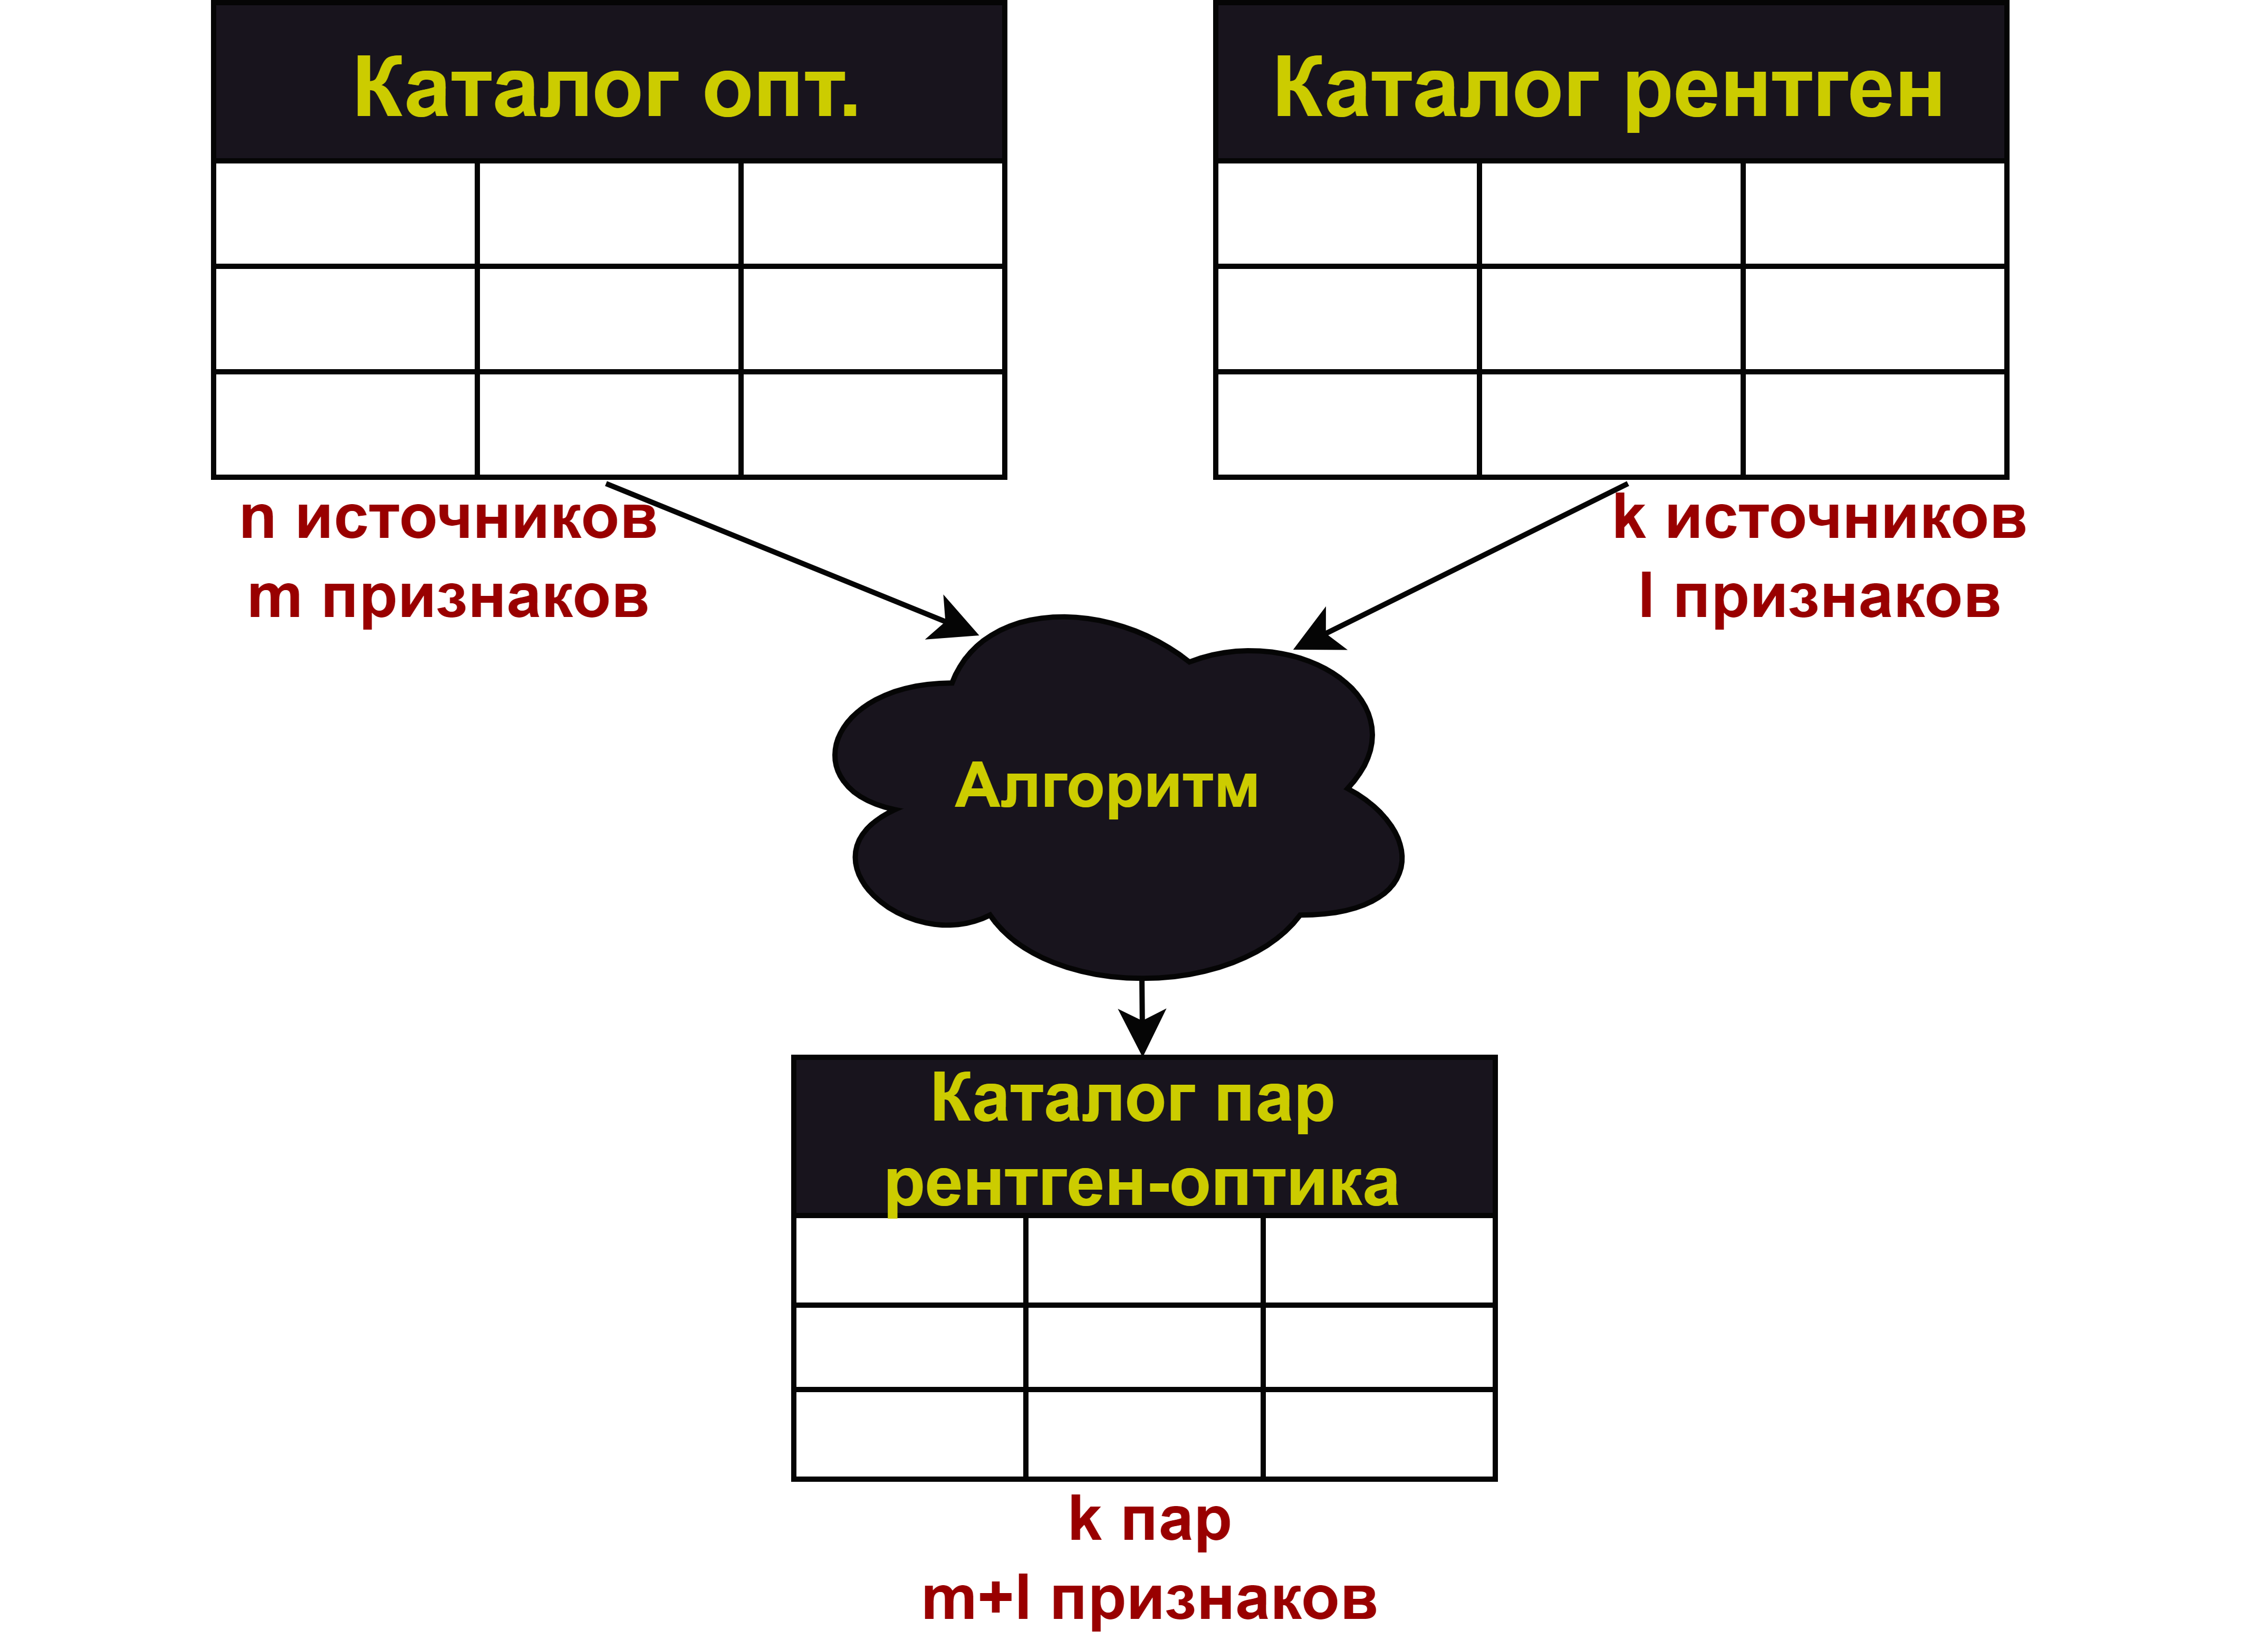 Каталог опт.
Каталог рентген
n источников
m признаков
k источников
l признаков
Алгоритм
Каталог пар
рентген-оптика
k пар
m+l признаков